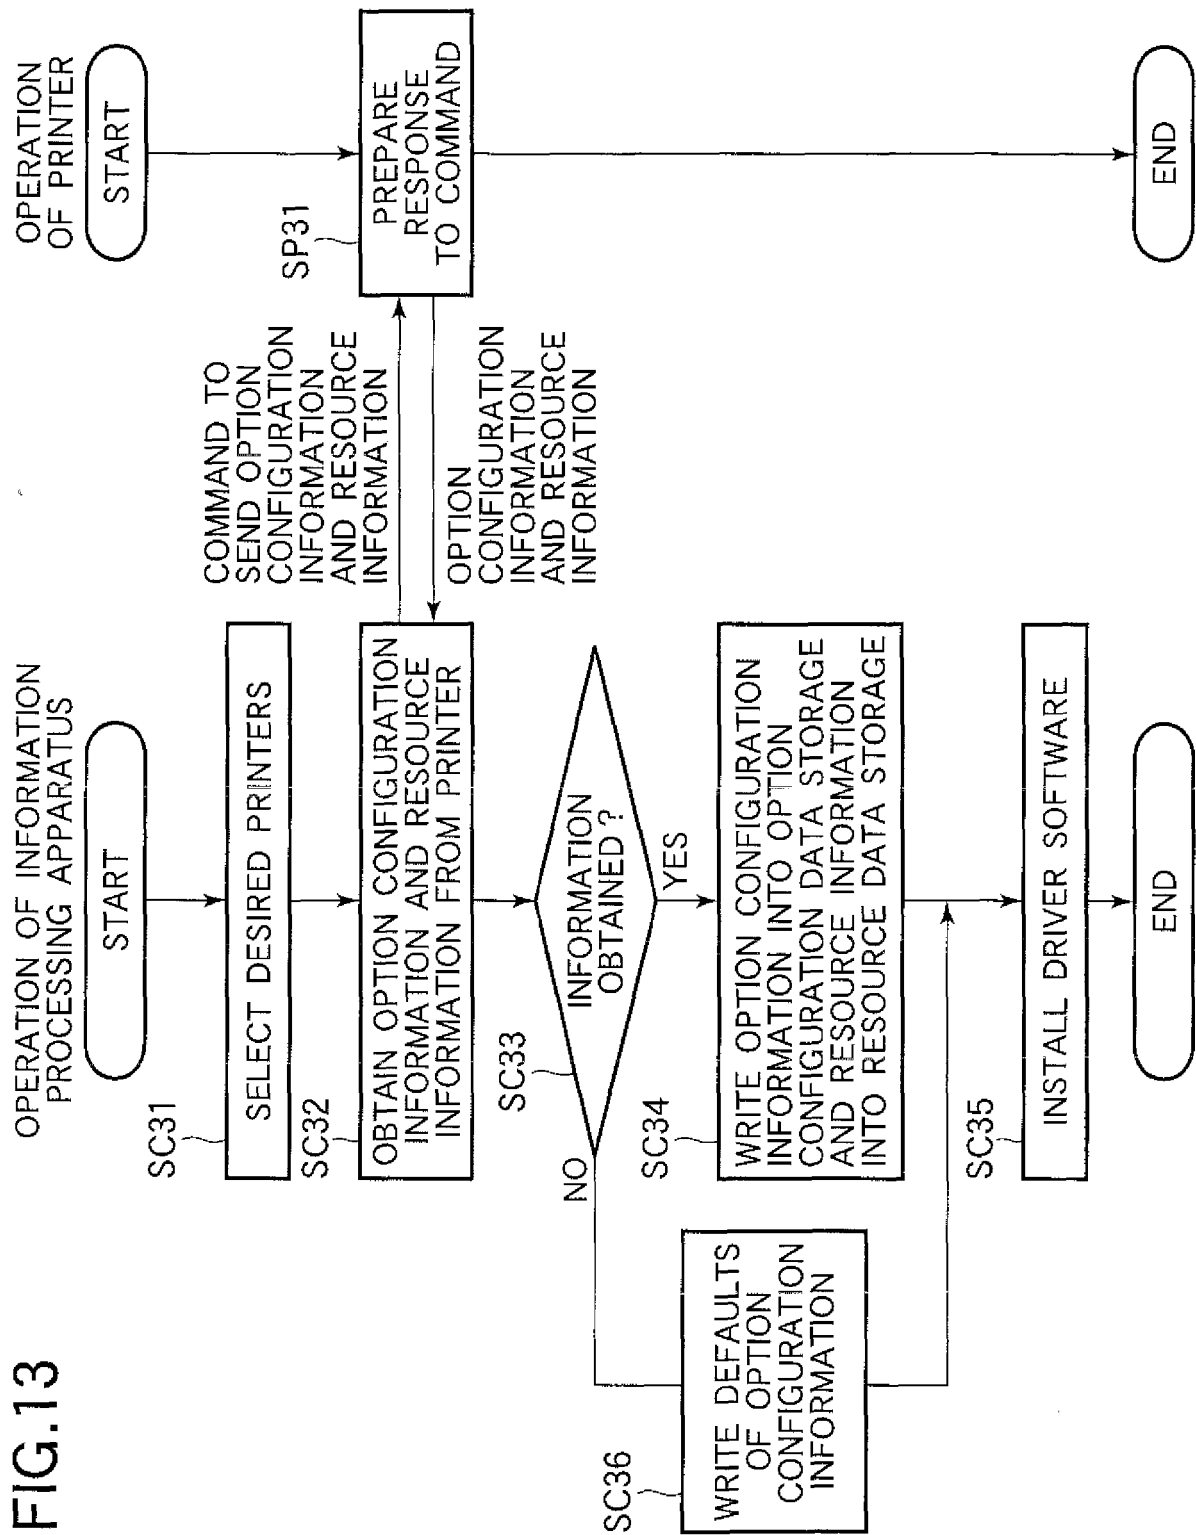 FIG.13
OPERATION OF INFORMATION
PROCESSING APPARATUS
START
SC31
SELECT DESIRED PRINTERS
SC32
OBTAIN OPTION CONFIGURATION
INFORMATION AND RESOURCE
INFORMATION FROM PRINTER
SC33
INFORMATION
OBTAINED?
NO
YES
SC34
WRITE OPTION CONFIGURATION
INFORMATION INTO OPTION
CONFIGURATION DATA STORAGE
AND RESOURCE INFORMATION
INTO RESOURCE DATA STORAGE
SC36
WRITE DEFAULTS
OF OPTION
CONFIGURATION
INFORMATION
SC35
INSTALL DRIVER SOFTWARE
END
COMMAND TO
SEND OPTION
CONFIGURATION
INFORMATION
AND RESOURCE
INFORMATION
OPTION
CONFIGURATION
INFORMATION
AND RESOURCE
INFORMATION
OPERATION
OF PRINTER
START
SP31
PREPARE
RESPONSE
TO COMMAND
END